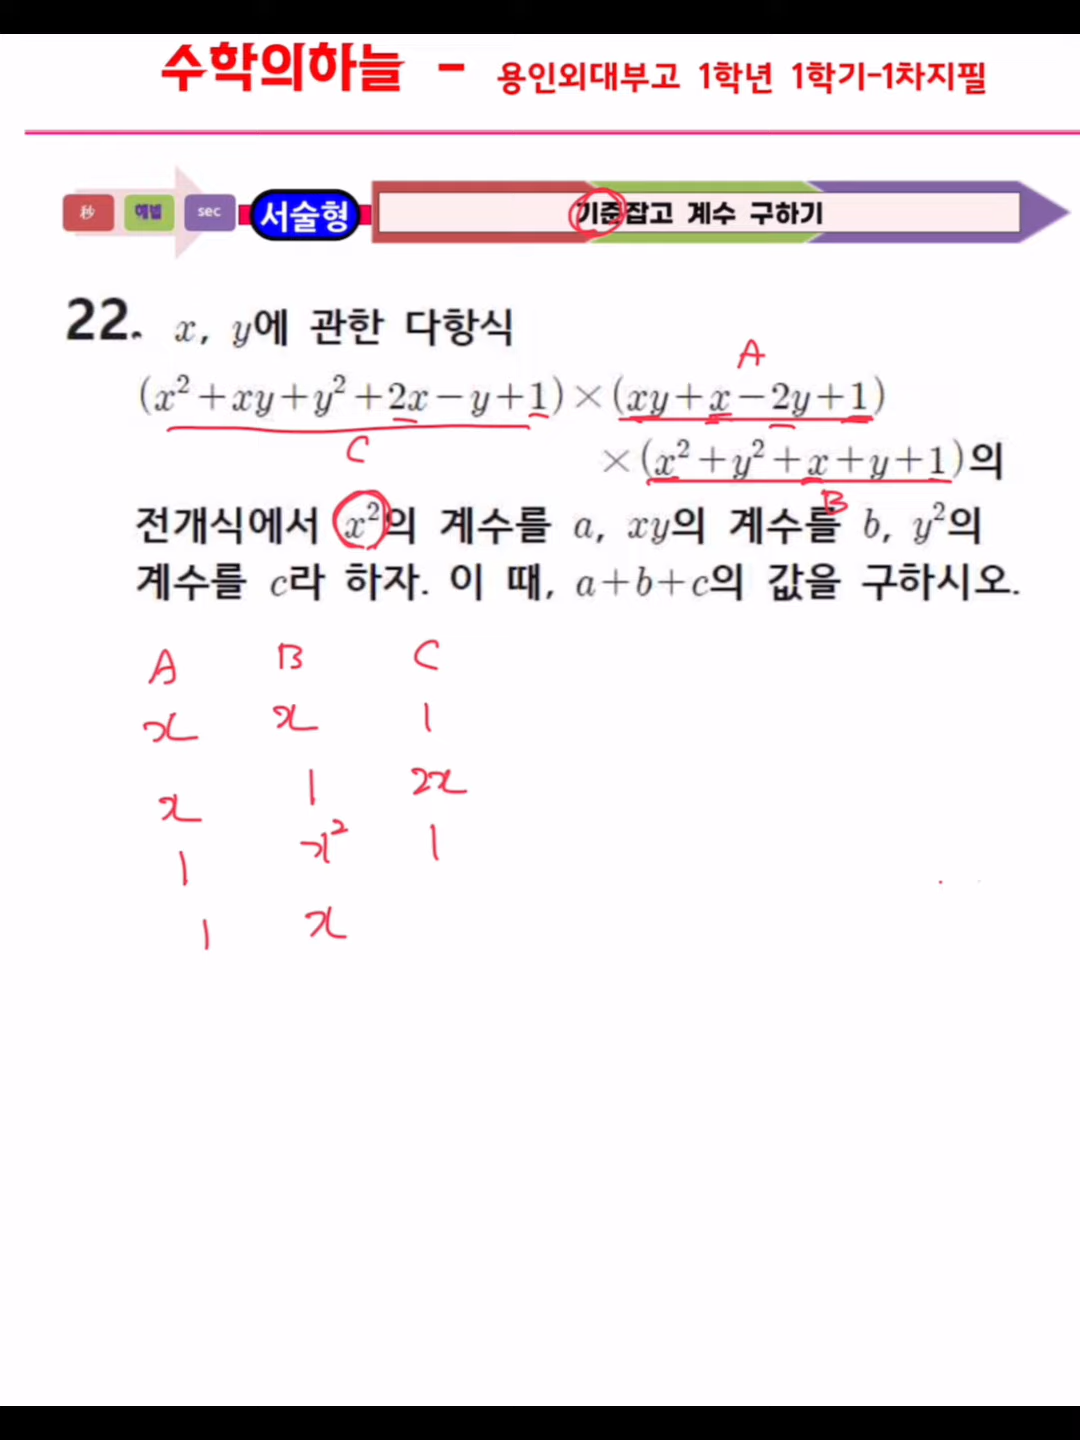 수학의하늘 - 용인외대부고 1학년 1학기-1차지필
秒 해법 sec 서술형 기준잡고 계수 구하기
22. x, y에 관한 다항식
A
(x²+xy+y²+2x-y+1)×(xy+x-2y+1)
C
×(x²+y²+x+y+1)의
B
전개식에서 x²의 계수를 a, xy의 계수를 b, y²의
계수를 c라 하자. 이 때, a+b+c의 값을 구하시오.
A B C
x x 1
x 1 2x
1 x² 1
1 x